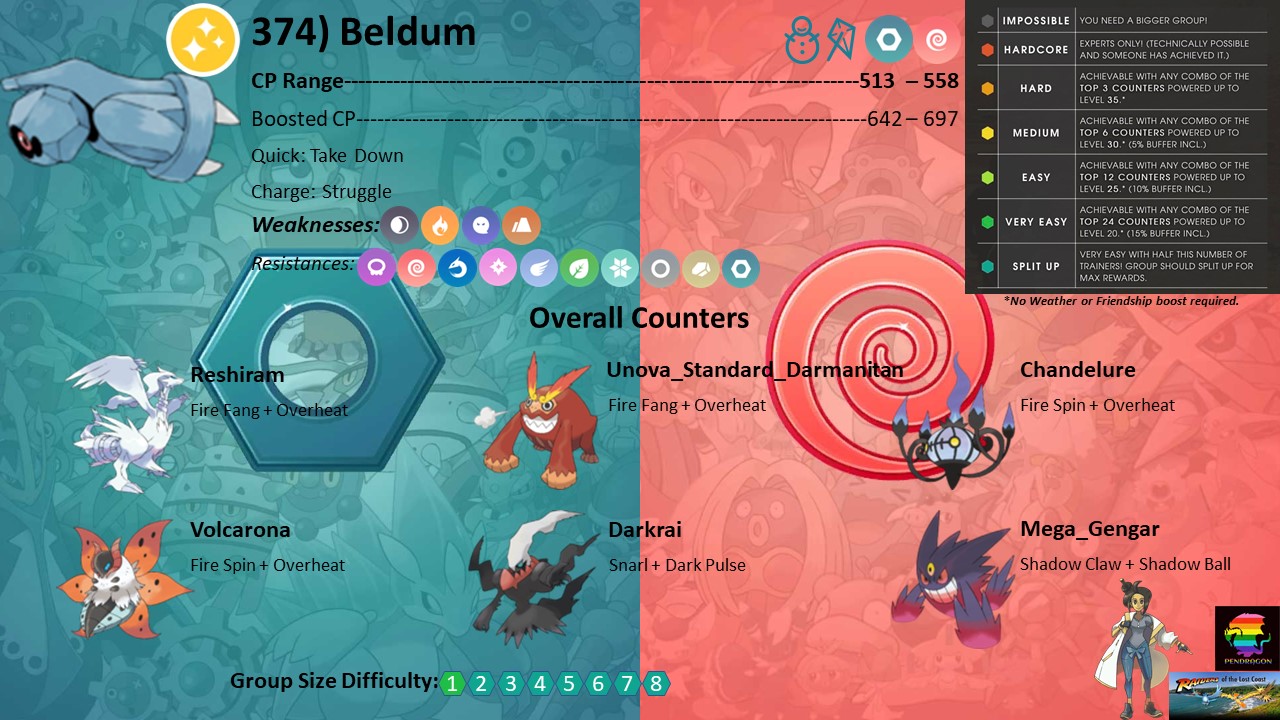 374) Beldum
CP Range--------------------513 – 558
Boosted CP--------------------642 – 697
Quick: Take Down
Charge: Struggle
Weaknesses:
Resistances:
IMPOSSIBLE YOU NEED A BIGGER GROUP!
HARDCORE EXPERTS ONLY! (TECHNICALLY POSSIBLE
AND SOMEONE HAS ACHIEVED IT.)
HARD ACHIEVABLE WITH ANY COMBO OF THE
TOP 3 COUNTERS POWERED UP TO
LEVEL 35.*
MEDIUM ACHIEVABLE WITH ANY COMBO OF THE
TOP 6 COUNTERS POWERED UP TO
LEVEL 30.* (5% BUFFER INCL.)
EASY ACHIEVABLE WITH ANY COMBO OF THE
TOP 12 COUNTERS POWERED UP TO
LEVEL 25.* (10% BUFFER INCL.)
VERY EASY ACHIEVABLE WITH ANY COMBO OF THE
TOP 24 COUNTERS POWERED UP TO
LEVEL 20.* (15% BUFFER INCL.)
SPLIT UP VERY EASY WITH HALF THIS NUMBER OF
TRAINERS! GROUP SHOULD SPLIT UP FOR
MAX REWARDS.
*No Weather or Friendship boost required.
Overall Counters
Reshiram
Fire Fang + Overheat
Unova_Standard_Darmanitan
Fire Fang + Overheat
Chandelure
Fire Spin + Overheat
Volcarona
Fire Spin + Overheat
Darkrai
Snarl + Dark Pulse
Mega_Gengar
Shadow Claw + Shadow Ball
Group Size Difficulty: 1 2 3 4 5 6 7 8
PENDRAGON
RAIDERS of the Lost Coast